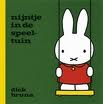 nijntje
in de
speel-
tuin
dick
bruna